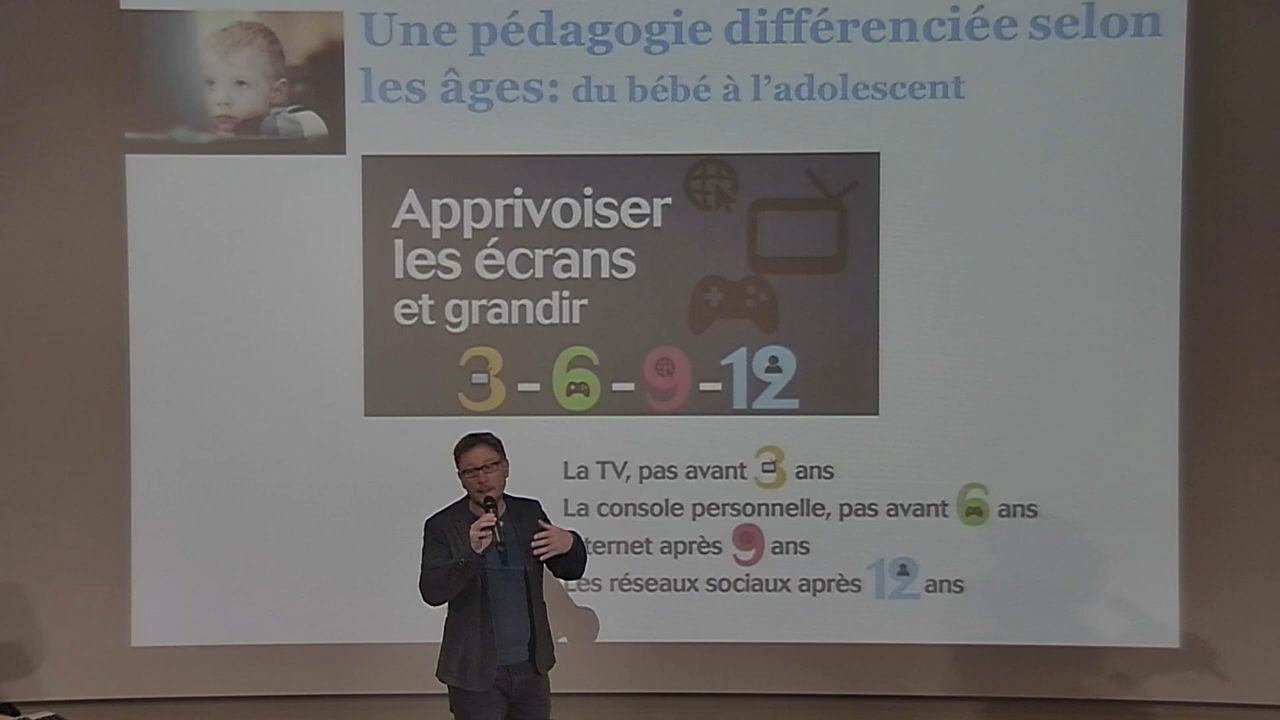 Une pédagogie différenciée selon
les âges: du bébé à l'adolescent
Apprivoiser
les écrans
et grandir
3-6-9-12
La TV, pas avant 3 ans
La console personnelle, pas avant 6 ans
ternet après 9 ans
Les réseaux sociaux après 12 ans